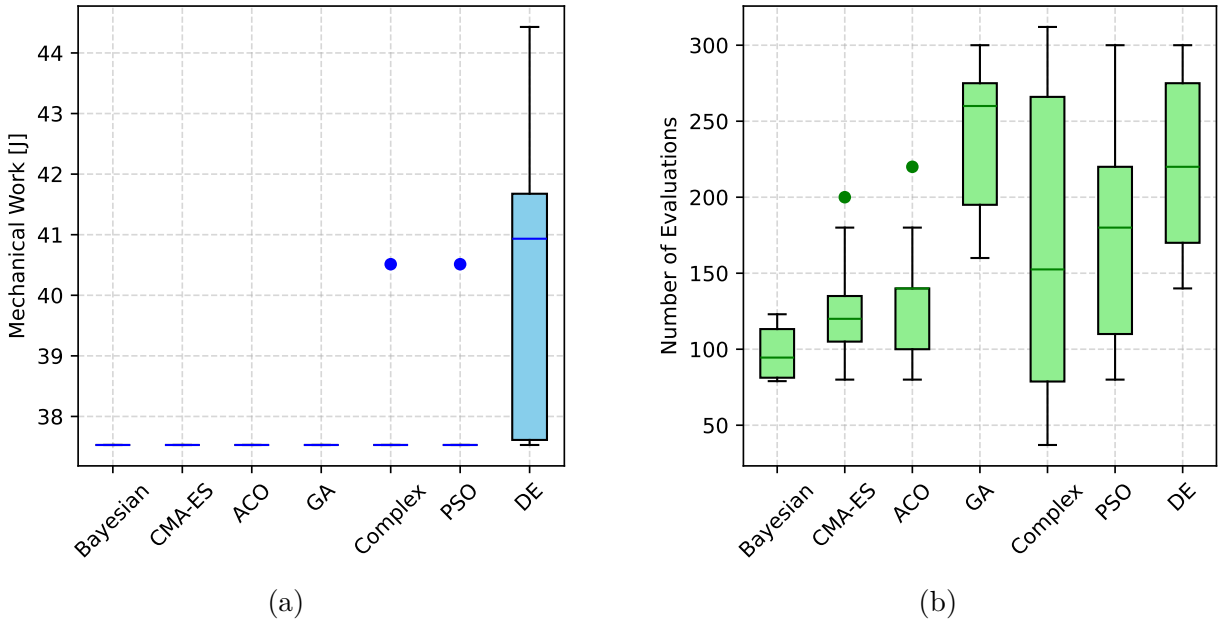 Mechanical Work [J]
44
43
42
41
40
39
38
Bayesian
CMA-ES
ACO
GA
Complex
PSO
DE
(a)
Number of Evaluations
300
250
200
150
100
50
Bayesian
CMA-ES
ACO
GA
Complex
PSO
DE
(b)